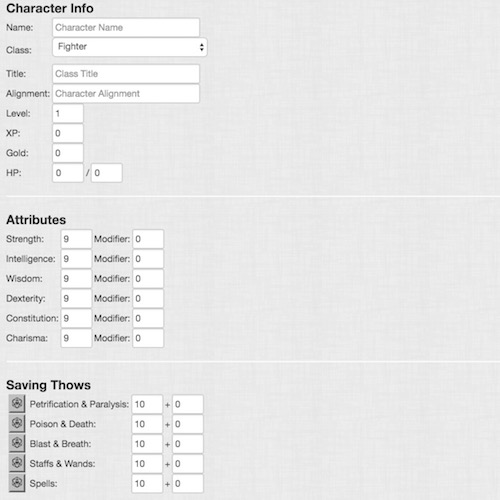 Character Info
Name: Character Name
Class: Fighter
Title: Class Title
Alignment: Character Alignment
Level: 1
XP: 0
Gold: 0
HP: 0 / 0
Attributes
Strength: 9 Modifier: 0
Intelligence: 9 Modifier: 0
Wisdom: 9 Modifier: 0
Dexterity: 9 Modifier: 0
Constitution: 9 Modifier: 0
Charisma: 9 Modifier: 0
Saving Thows
Petrification & Paralysis: 10 + 0
Poison & Death: 10 + 0
Blast & Breath: 10 + 0
Staffs & Wands: 10 + 0
Spells: 10 + 0